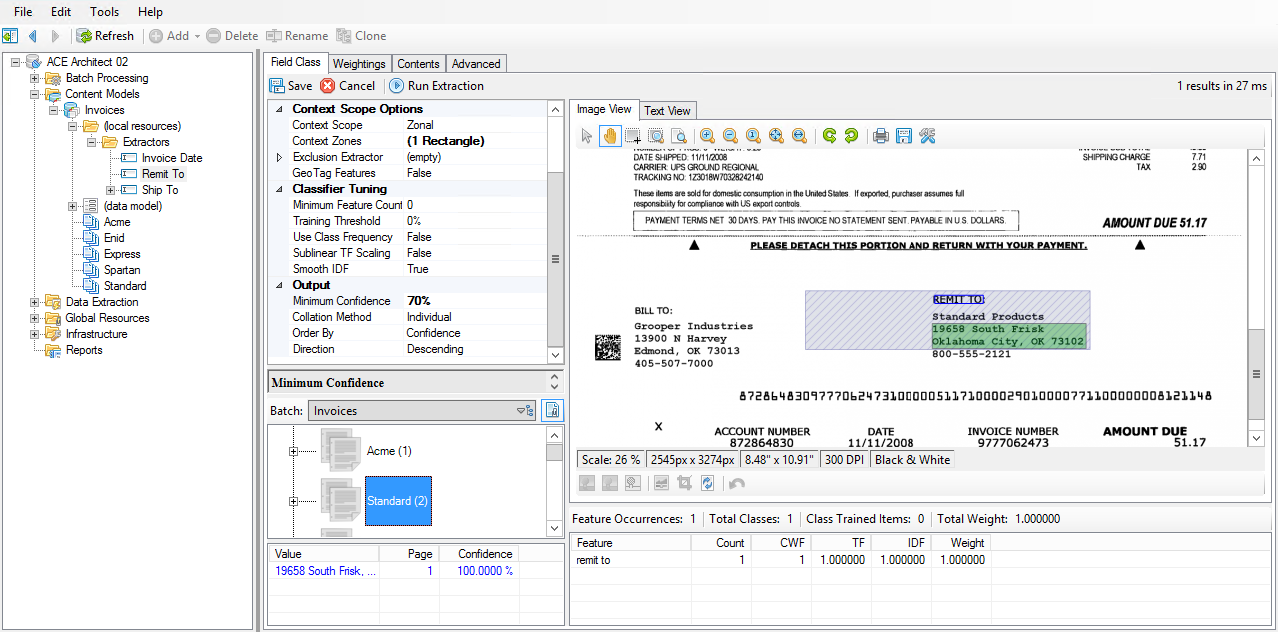 File Edit Tools Help
Refresh Add Delete Rename Clone
ACE Architect 02
Batch Processing
Content Models
Invoices
(local resources)
Extractors
Invoice Date
Remit To
Ship To
(data model)
Acme
Enid
Express
Spartan
Standard
Data Extraction
Global Resources
Infrastructure
Reports
Field Class Weightings Contents Advanced
Save Cancel Run Extraction 1 results in 27 ms
Context Scope Options
Context Scope Zonal
Context Zones (1 Rectangle)
Exclusion Extractor (empty)
GeoTag Features False
Classifier Tuning
Minimum Feature Count 0
Training Threshold 0%
Use Class Frequency False
Sublinear TF Scaling False
Smooth IDF True
Output
Minimum Confidence 70%
Collation Method Individual
Order By Confidence
Direction Descending
Minimum Confidence
Batch: Invoices
Acme (1)
Standard (2)
Value Page Confidence
19658 South Frisk, ... 1 100.0000 %
Image View Text View
DATE SHIPPED: 11/11/2008
CARRIER: UPS GROUND REGIONAL
TRACKING NO: 1Z3018W70328242140
SHIPPING CHARGE 7.71
TAX 2.90
These items are sold for domestic consumption in the United States. If exported, purchaser assumes full
responsibility for compliance with US export controls.
PAYMENT TERMS NET 30 DAYS. PAY THIS INVOICE NO STATEMENT SENT. PAYABLE IN U.S. DOLLARS.
AMOUNT DUE 51.17
PLEASE DETACH THIS PORTION AND RETURN WITH YOUR PAYMENT.
BILL TO:
Grooper Industries
13900 N Harvey
Edmond, OK 73013
405-507-7000
REMIT TO:
Standard Products
19658 South Frisk
Oklahoma City, OK 73102
800-555-2121
872864830977706247310000051171000029010000771100000008121148
X
ACCOUNT NUMBER DATE INVOICE NUMBER AMOUNT DUE
872864830 11/11/2008 9777062473 51.17
Scale: 26 % 2545px x 3274px 8.48" x 10.91" 300 DPI Black & White
Feature Occurrences: 1 Total Classes: 1 Class Trained Items: 0 Total Weight: 1.000000
Feature Count CWF TF IDF Weight
remit to 1 1 1.000000 1.000000 1.000000